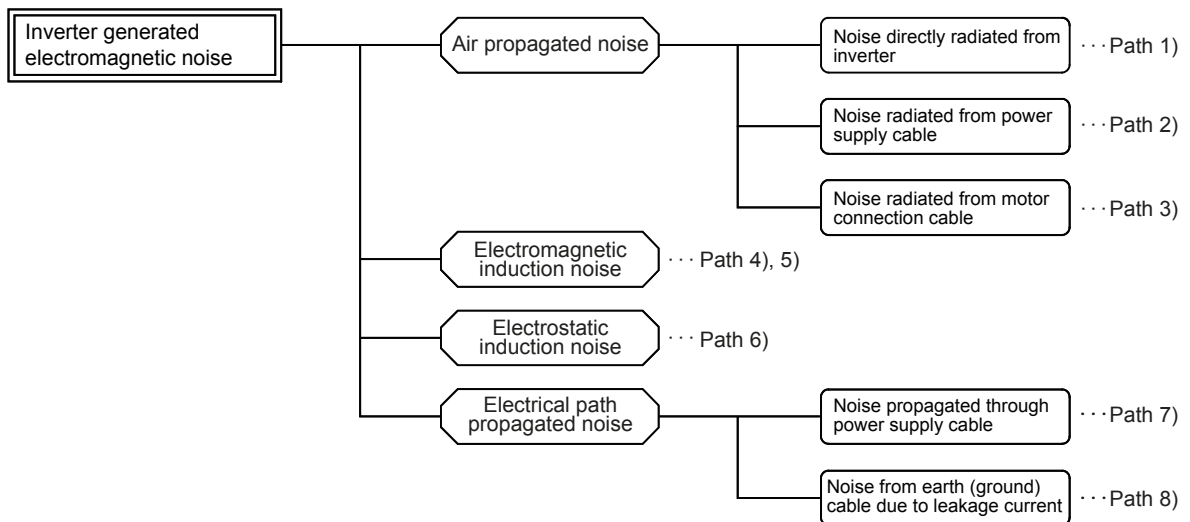 Inverter generated
electromagnetic noise
Air propagated noise
Noise directly radiated from
inverter
··· Path 1)
Noise radiated from power
supply cable
··· Path 2)
Noise radiated from motor
connection cable
··· Path 3)
Electromagnetic
induction noise
··· Path 4), 5)
Electrostatic
induction noise
··· Path 6)
Electrical path
propagated noise
Noise propagated through
power supply cable
··· Path 7)
Noise from earth (ground)
cable due to leakage current
··· Path 8)